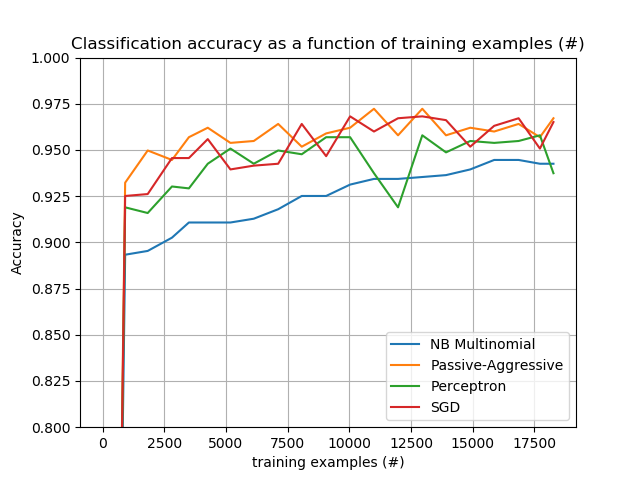 Classification accuracy as a function of training examples (#)
1.000
0.975
0.950
0.925
0.900
0.875
0.850
0.825
0.800
Accuracy
NB Multinomial
Passive-Aggressive
Perceptron
SGD
0 2500 5000 7500 10000 12500 15000 17500
training examples (#)